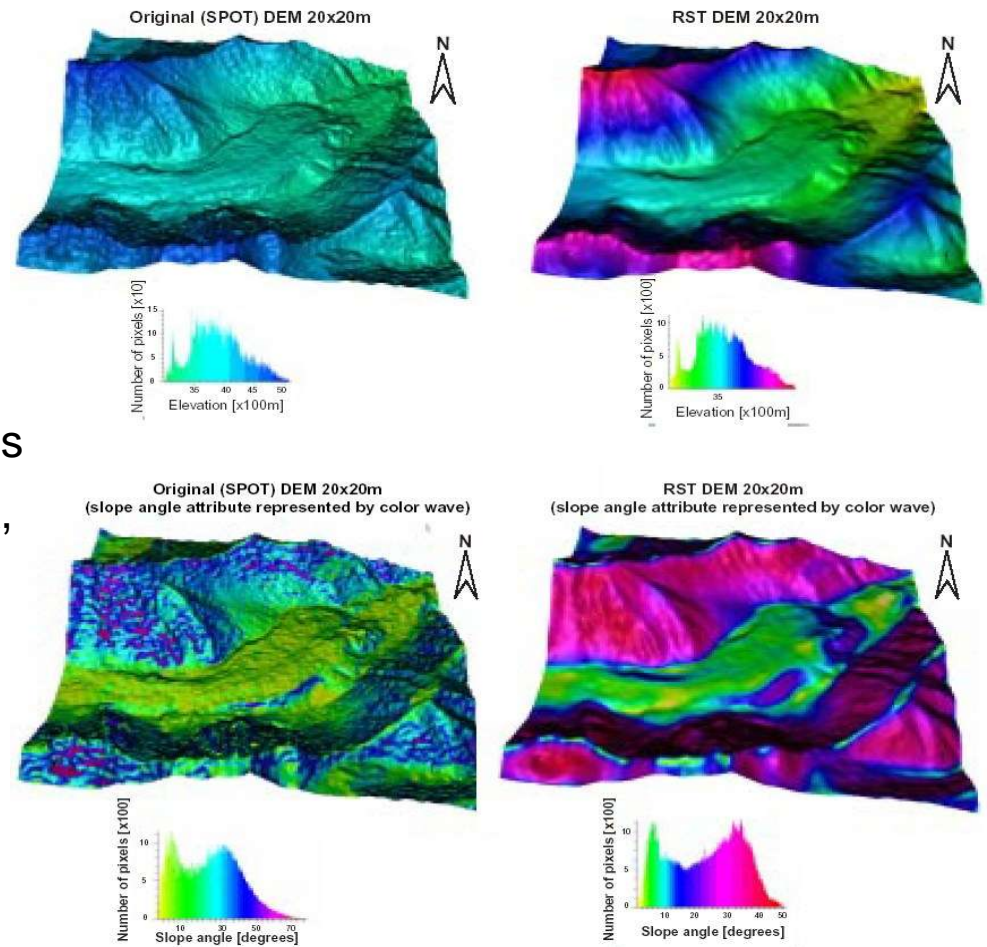 Original (SPOT) DEM 20x20m
RST DEM 20x20m
N
N
Number of pixels [x10]
15
10
5
0
35 40 45 50
Elevation [x100m]
Number of pixels [x100]
10
5
0
35
Elevation [x100m]
s
,
Original (SPOT) DEM 20x20m
(slope angle attribute represented by color wave)
RST DEM 20x20m
(slope angle attribute represented by color wave)
N
N
Number of pixels [x100]
10
5
0
10 30 50 70
Slope angle [degrees]
Number of pixels [x100]
10
5
0
10 20 30 40 50
Slope angle [degrees]